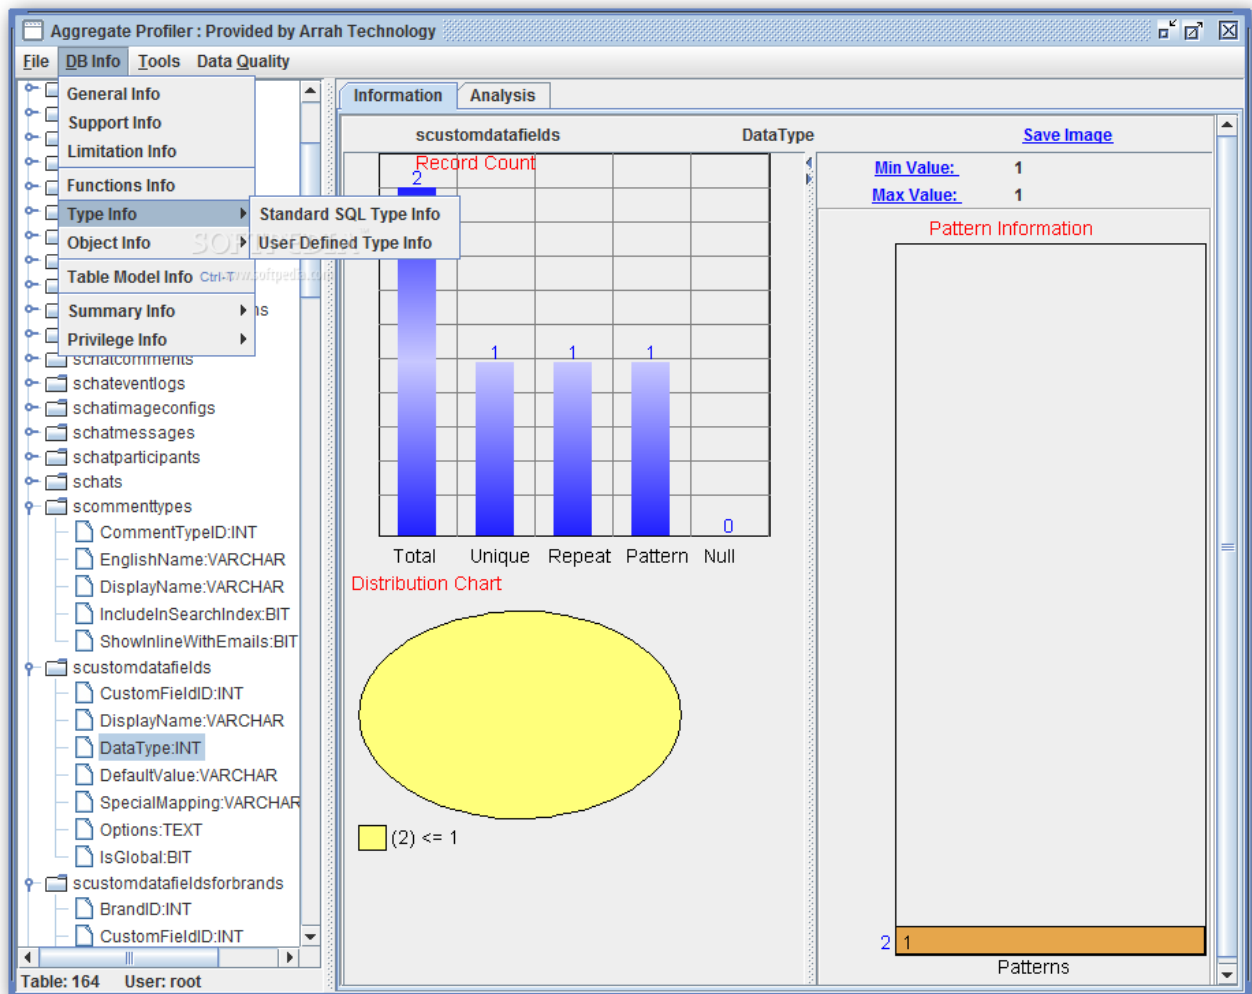 Aggregate Profiler : Provided by Arrah Technology
File DB Info Tools Data Quality
General Info
Support Info
Limitation Info
Functions Info
Type Info
Object Info
Table Model Info Ctrl-T
Summary Info
Privilege Info
Standard SQL Type Info
User Defined Type Info
SOFTPEDIA
www.softpedia.com
ns
schatcomments
schateventlogs
schatimageconfigs
schatmessages
schatparticipants
schats
scommenttypes
CommentTypeID:INT
EnglishName:VARCHAR
DisplayName:VARCHAR
IncludeInSearchIndex:BIT
ShowInlineWithEmails:BIT
scustomdatafields
CustomFieldID:INT
DisplayName:VARCHAR
DataType:INT
DefaultValue:VARCHAR
SpecialMapping:VARCHAR
Options:TEXT
IsGlobal:BIT
scustomdatafieldsforbrands
BrandID:INT
CustomFieldID:INT
Table: 164 User: root
Information Analysis
scustomdatafields DataType Save Image
Record Count
2
1 1 1
0
Total Unique Repeat Pattern Null
Distribution Chart
(2) <= 1
Min Value: 1
Max Value: 1
Pattern Information
2 1
Patterns